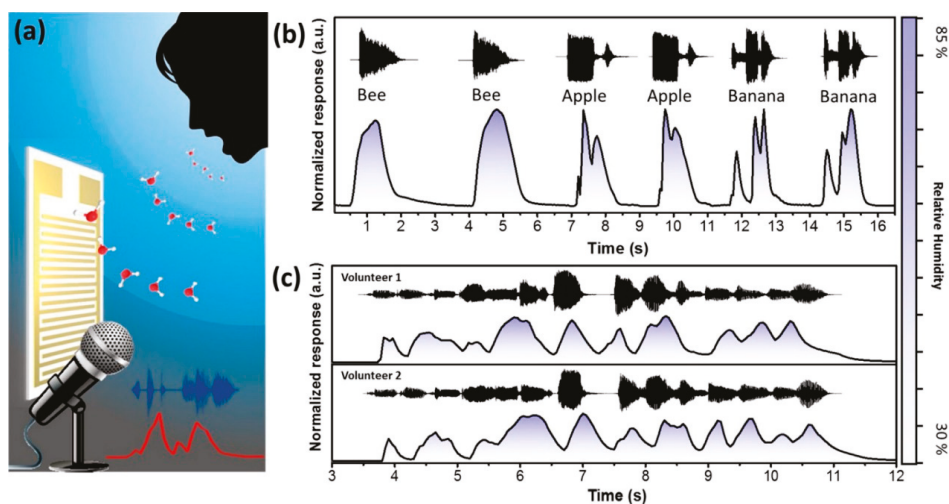 (a)
(b)
Normalized response (a.u.)
Bee Bee Apple Apple Banana Banana
1 2 3 4 5 6 7 8 9 10 11 12 13 14 15 16
Time (s)
(c)
Normalized response (a.u.)
Volunteer 1
Volunteer 2
3 4 5 6 7 8 9 10 11 12
Time (s)
85 %
Relative Humidity
30 %